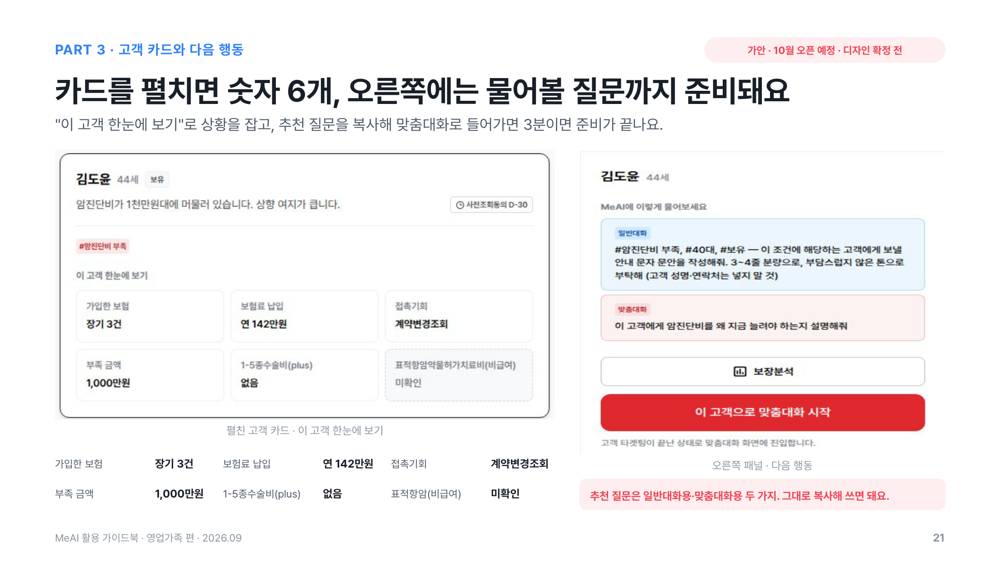 PART 3 · 고객 카드와 다음 행동
가안 · 10월 오픈 예정 · 디자인 확정 전
카드를 펼치면 숫자 6개, 오른쪽에는 물어볼 질문까지 준비돼요
"이 고객 한눈에 보기"로 상황을 잡고, 추천 질문을 복사해 맞춤대화로 들어가면 3분이면 준비가 끝나요.
김도윤 44세 보유
암진단비가 1천만원대에 머물러 있습니다. 상향 여지가 큽니다.
사전조회동의 D-30
#암진단비 부족
이 고객 한눈에 보기
가입한 보험
장기 3건
보험료 납입
연 142만원
접촉기회
계약변경조회
부족 금액
1,000만원
1-5종수술비(plus)
없음
표적항암약물허가치료비(비급여)
미확인
펼친 고객 카드 · 이 고객 한눈에 보기
가입한 보험 장기 3건 보험료 납입 연 142만원 접촉기회 계약변경조회
부족 금액 1,000만원 1-5종수술비(plus) 없음 표적항암(비급여) 미확인
김도윤 44세
MeAI에 이렇게 물어보세요
일반대화
#암진단비 부족, #40대, #보유 — 이 조건에 해당하는 고객에게 보낼
안내 문자 문안을 작성해줘. 3~4줄 분량으로, 부담스럽지 않은 톤으로
부탁해 (고객 성명·연락처는 넣지 말 것)
맞춤대화
이 고객에게 암진단비를 왜 지금 늘려야 하는지 설명해줘
보장분석
이 고객으로 맞춤대화 시작
고객 타겟팅이 끝난 상태로 맞춤대화 화면에 진입합니다.
오른쪽 패널 · 다음 행동
추천 질문은 일반대화용·맞춤대화용 두 가지. 그대로 복사해 쓰면 돼요.
MeAI 활용 가이드북 · 영업가족 편 · 2026.09
21